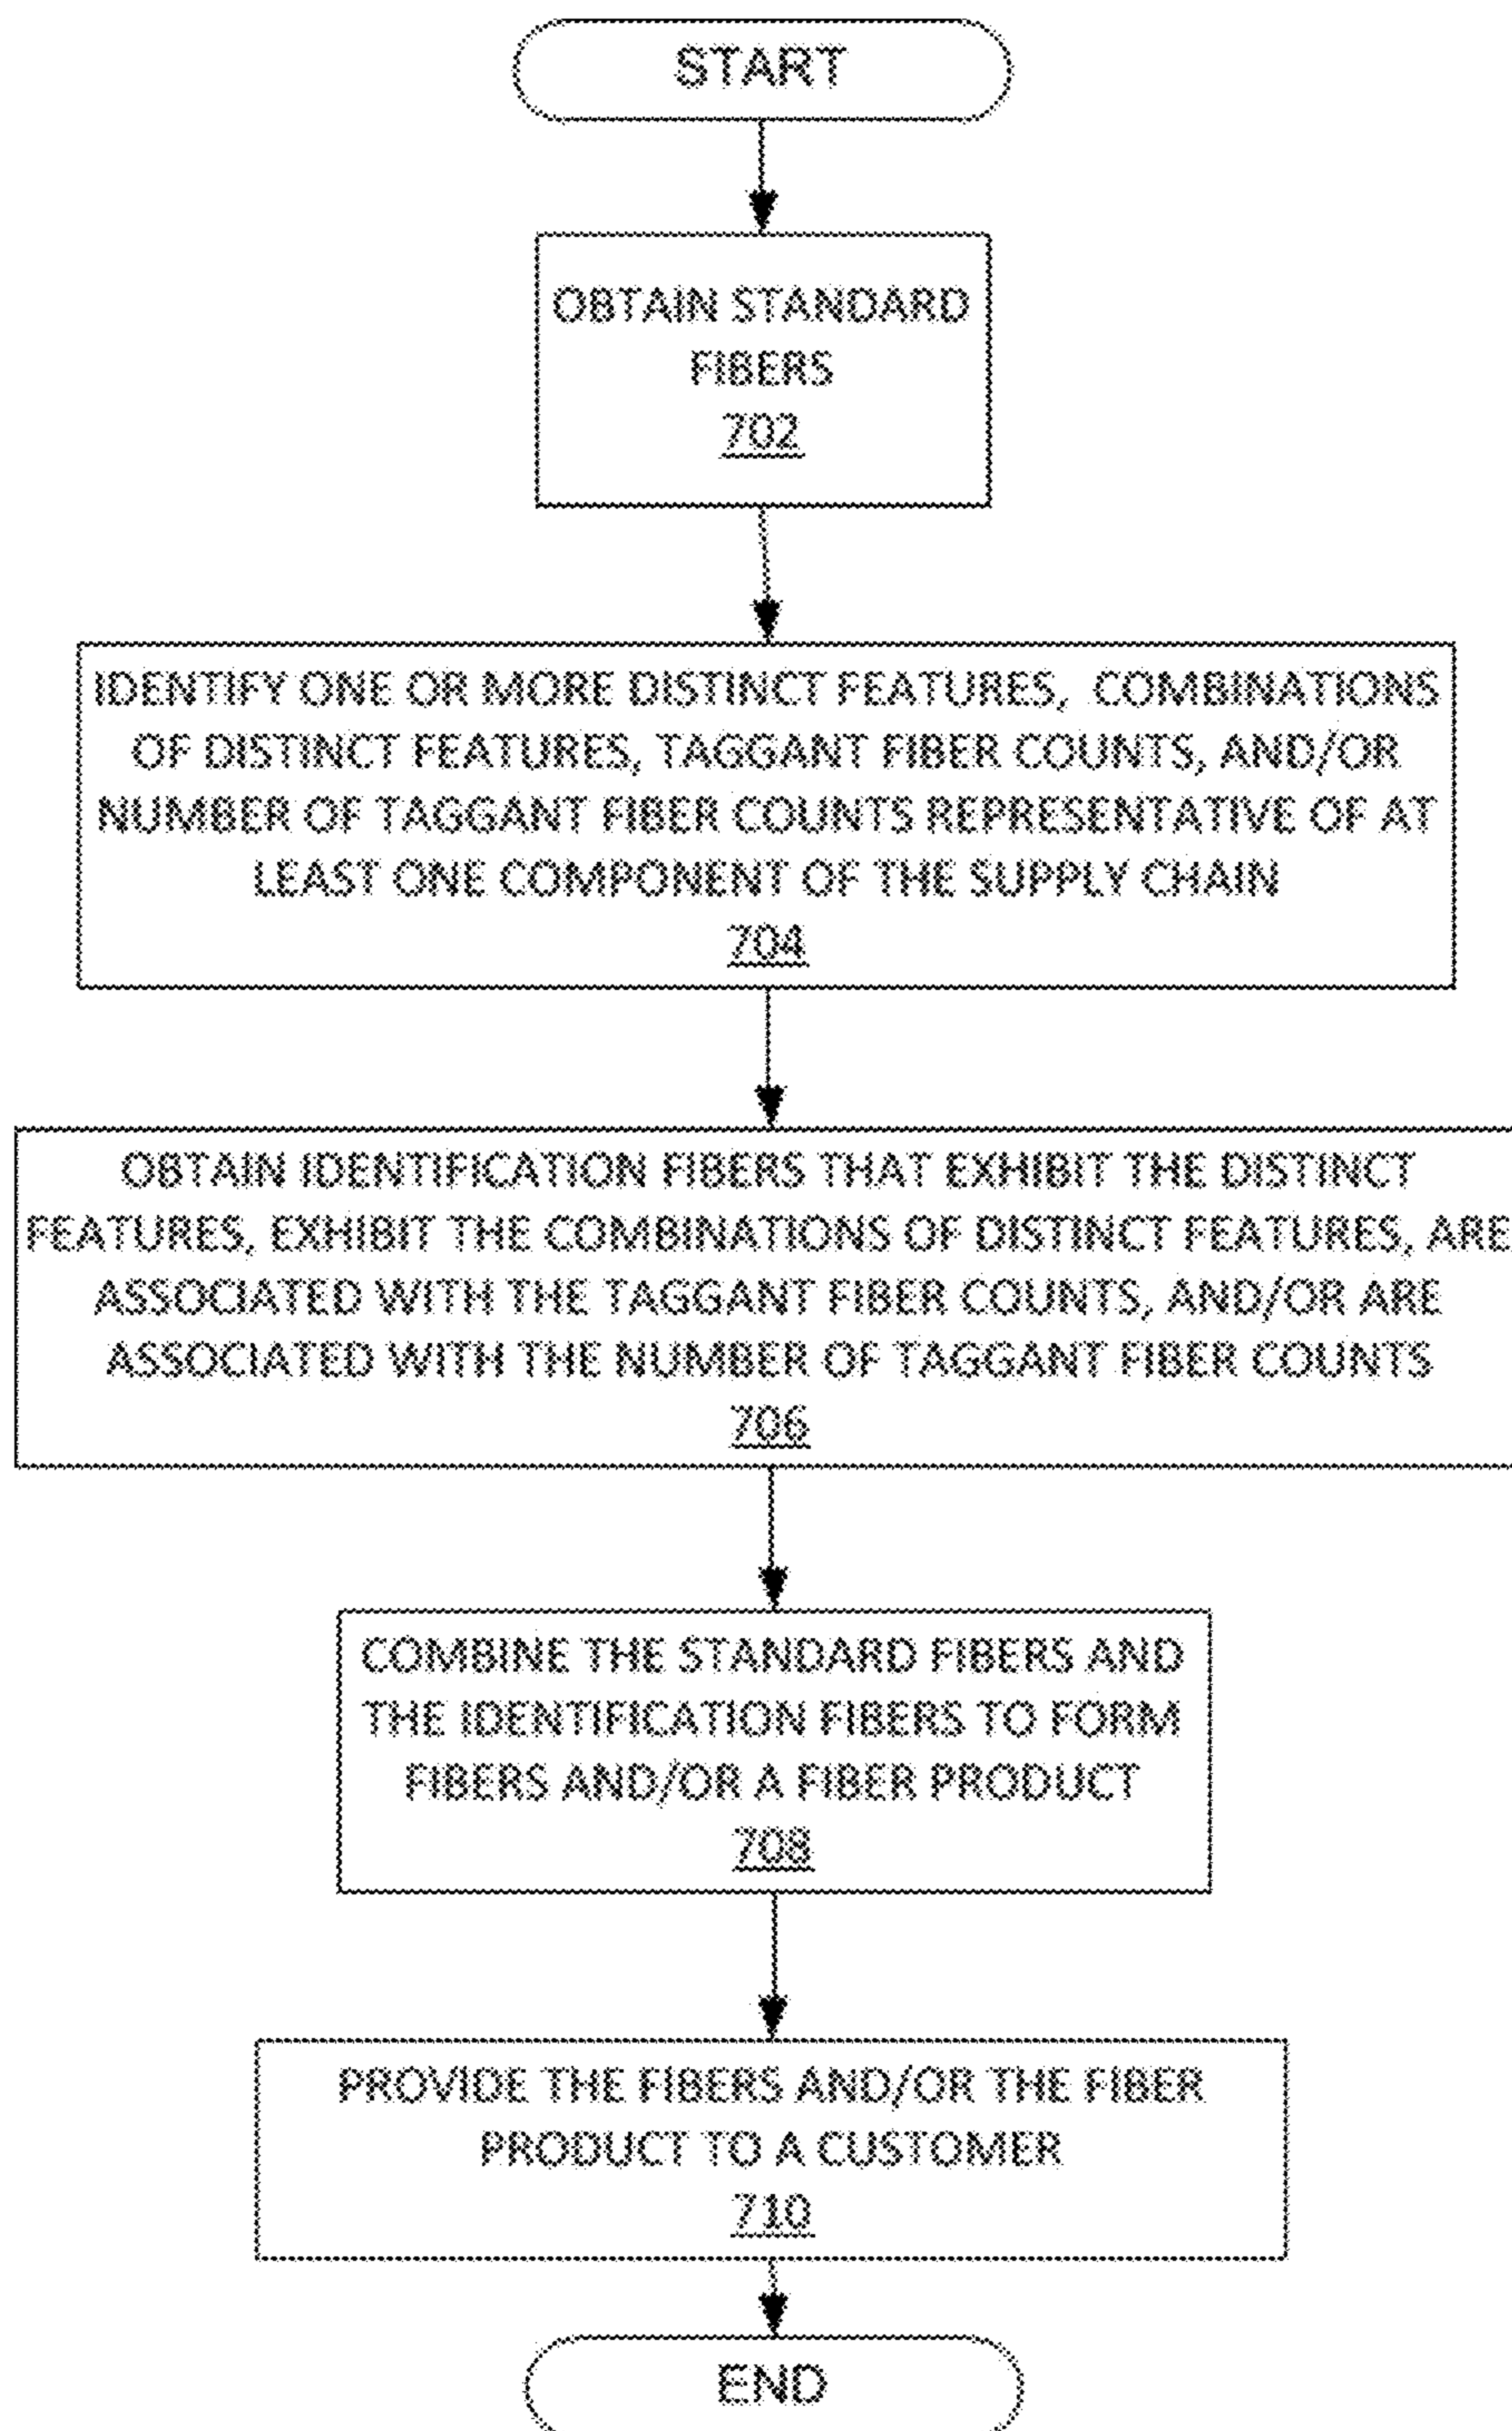 START
OBTAIN STANDARD
FIBERS
702
IDENTIFY ONE OR MORE DISTINCT FEATURES, COMBINATIONS
OF DISTINCT FEATURES, TAGGANT FIBER COUNTS, AND/OR
NUMBER OF TAGGANT FIBER COUNTS REPRESENTATIVE OF AT
LEAST ONE COMPONENT OF THE SUPPLY CHAIN
704
OBTAIN IDENTIFICATION FIBERS THAT EXHIBIT THE DISTINCT
FEATURES, EXHIBIT THE COMBINATIONS OF DISTINCT FEATURES, ARE
ASSOCIATED WITH THE TAGGANT FIBER COUNTS, AND/OR ARE
ASSOCIATED WITH THE NUMBER OF TAGGANT FIBER COUNTS
706
COMBINE THE STANDARD FIBERS AND
THE IDENTIFICATION FIBERS TO FORM
FIBERS AND/OR A FIBER PRODUCT
708
PROVIDE THE FIBERS AND/OR THE FIBER
PRODUCT TO A CUSTOMER
710
END